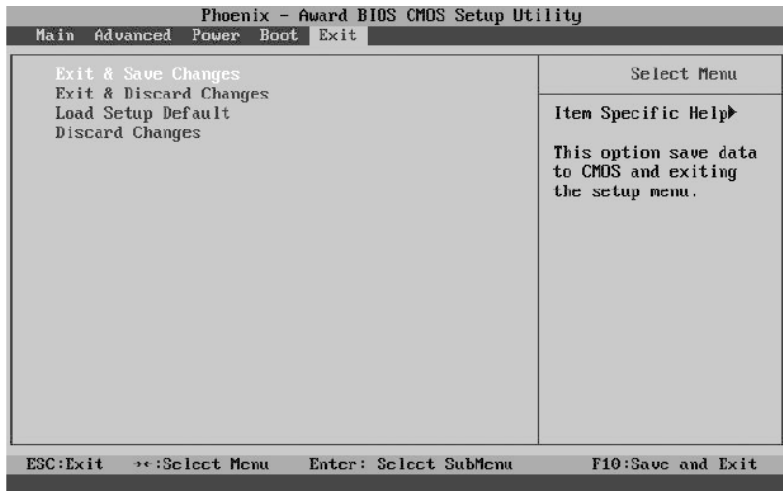 Phoenix - Award BIOS CMOS Setup Utility
Main Advanced Power Boot Exit
Exit & Save Changes
Exit & Discard Changes
Load Setup Default
Discard Changes
Select Menu
Item Specific Help▸
This option save data
to CMOS and exiting
the setup menu.
ESC:Exit →←:Select Menu Enter: Select SubMenu F10:Save and Exit